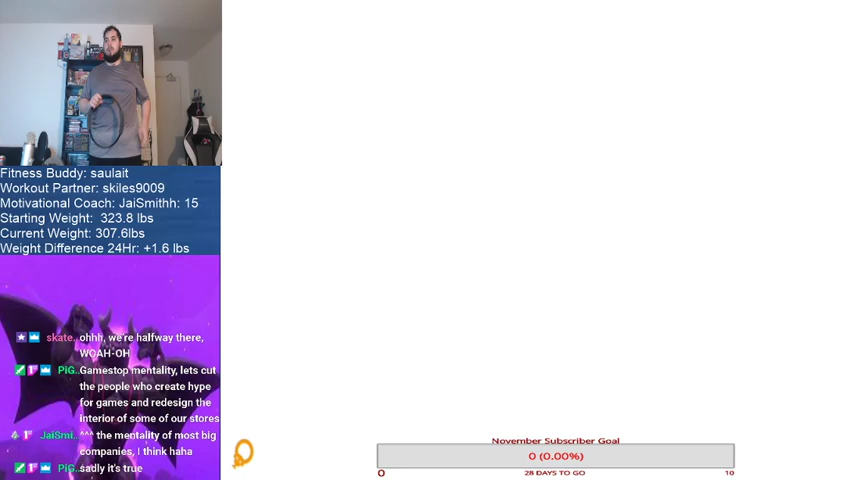 Fitness Buddy: saulait
Workout Partner: skiles9009
Motivational Coach: JaiSmithh: 15
Starting Weight:  323.8 lbs
Current Weight: 307.6lbs
Weight Difference 24Hr: +1.6 lbs
skate.. ohhh, we're halfway there,
WOAH-OH
PiG.. Gamestop mentality, lets cut
the people who create hype
for games and redesign the
interior of some of our stores
JaiSmi.. ^^^ the mentality of most big
companies, I think haha
PiG.. sadly it's true
November Subscriber Goal
0 (0.00%)
0 28 DAYS TO GO 10